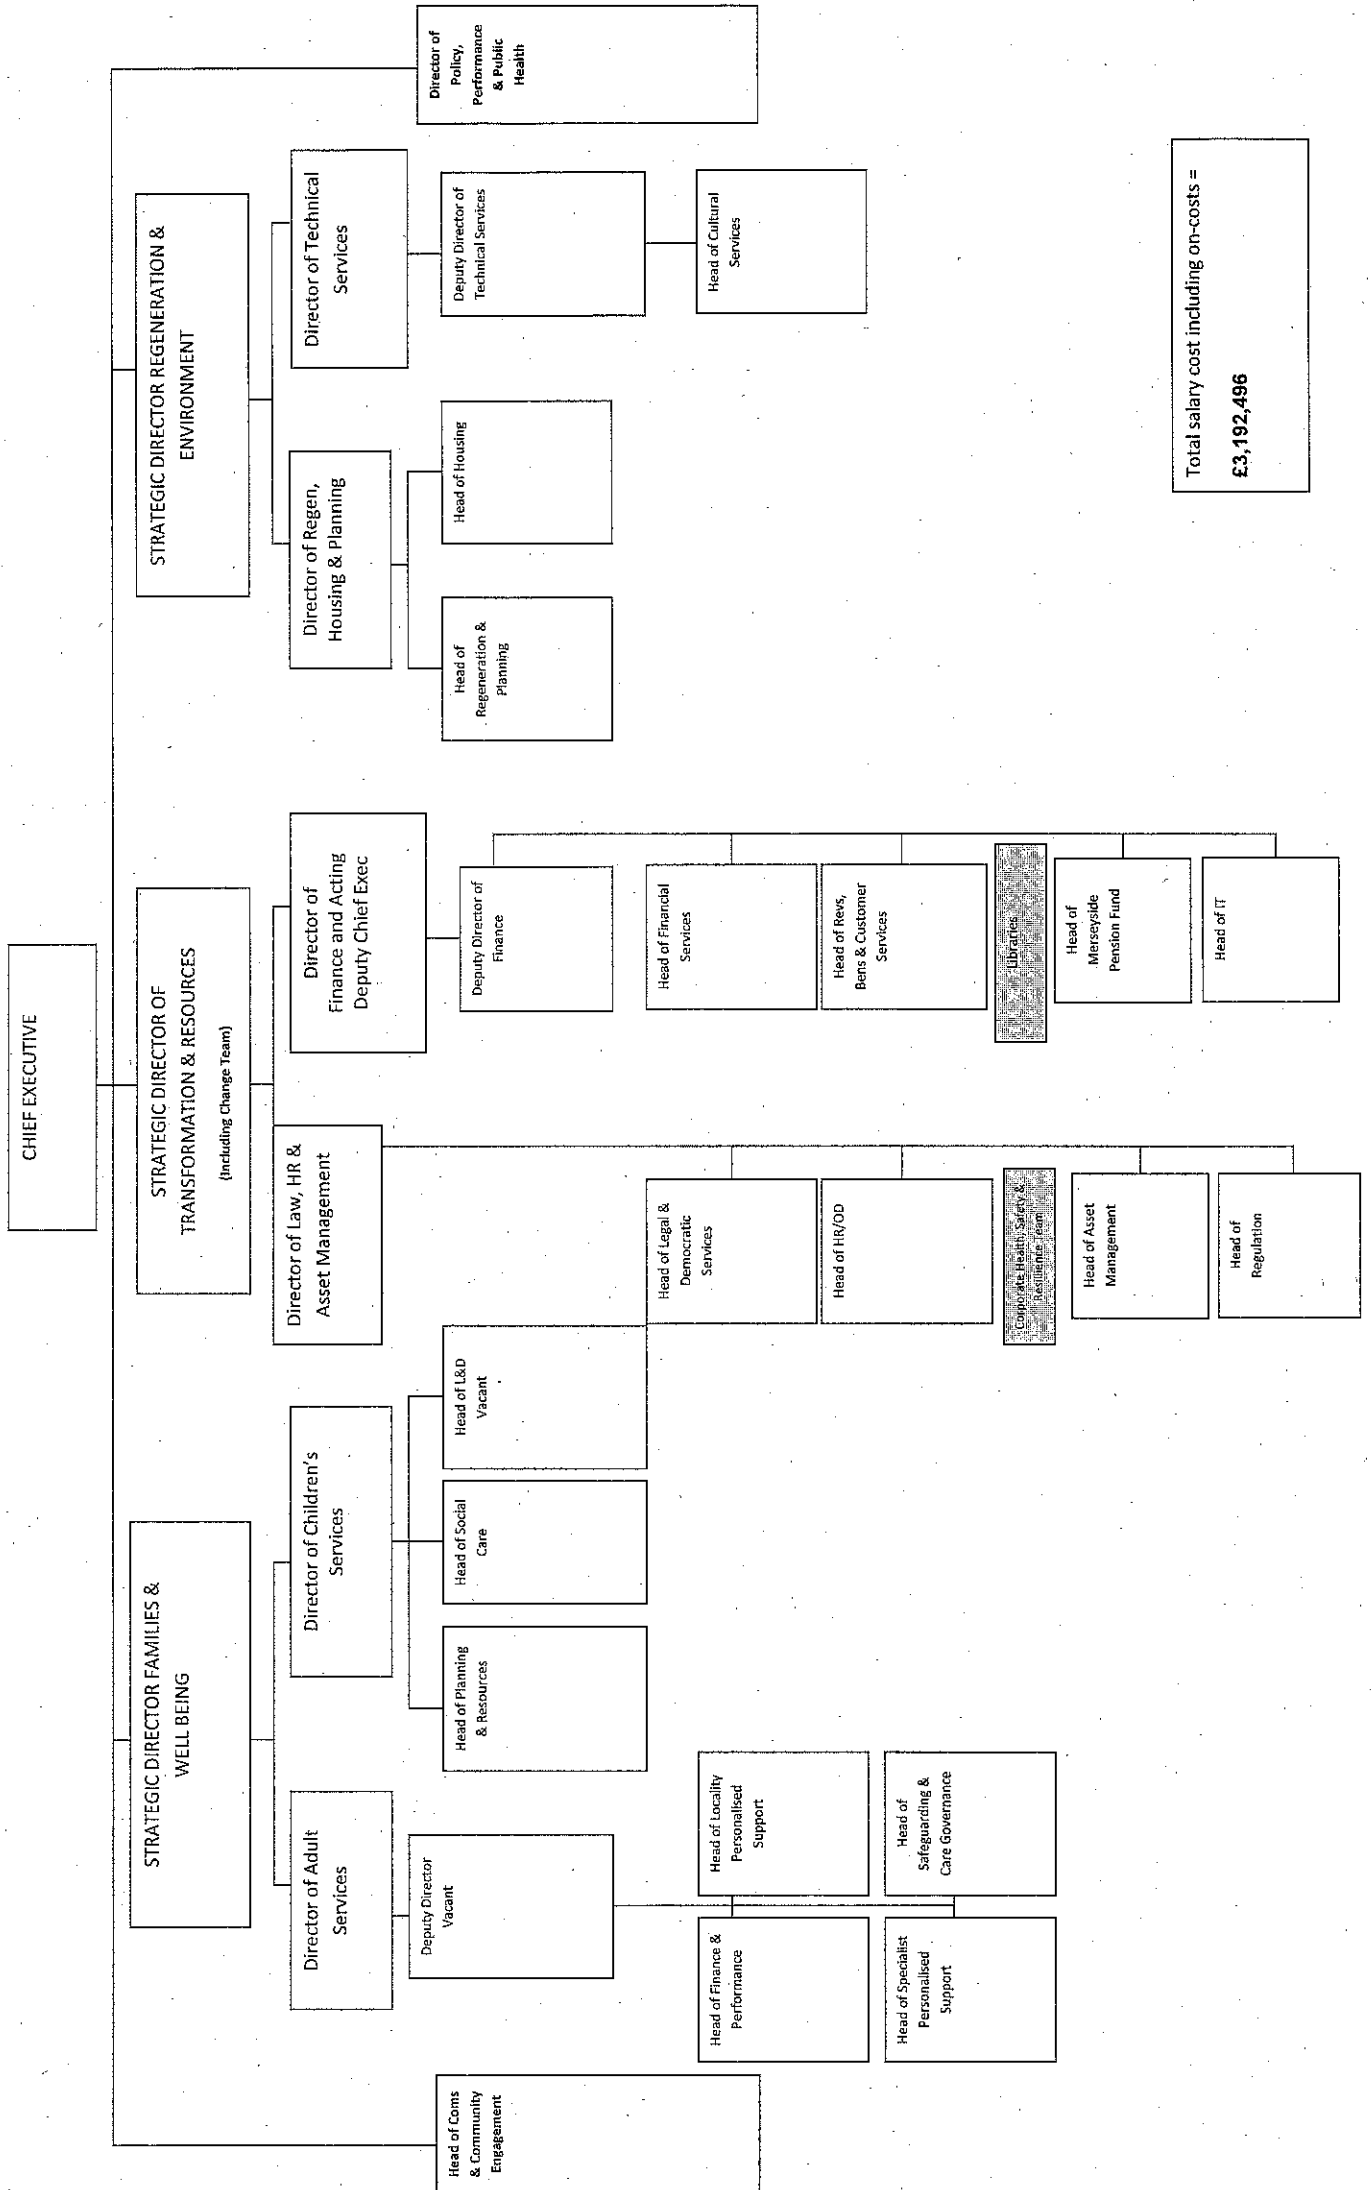 CHIEF EXECUTIVE
STRATEGIC DIRECTOR FAMILIES &
WELL BEING
STRATEGIC DIRECTOR OF
TRANSFORMATION & RESOURCES
(Including Change Team)
STRATEGIC DIRECTOR REGENERATION &
ENVIRONMENT
Head of Coms
& Community
Engagement
Director of Adult
Services
Deputy Director
Vacant
Head of Finance &
Performance
Head of Locality
Personalised
Support
Head of Specialist
Personalised
Support
Head of
Safeguarding &
Care Governance
Director of Children's
Services
Head of Planning
& Resources
Head of Social
Care
Head of L&D
Vacant
Director of Law, HR &
Asset Management
Head of Legal &
Democratic
Services
Head of HR/OD
Corporate Health, Safety &
Resilience Team
Head of Asset
Management
Head of
Regulation
Director of
Finance and Acting
Deputy Chief Exec
Deputy Director of
Finance
Head of Financial
Services
Head of Revs,
Bens & Customer
Services
Libraries
Head of
Merseyside
Pension Fund
Head of IT
Director of Regen,
Housing & Planning
Head of
Regeneration &
Planning
Head of Housing
Director of Technical
Services
Deputy Director of
Technical Services
Head of Cultural
Services
Director of
Policy,
Performance
& Public
Health
Total salary cost including on-costs =
£3,192,496